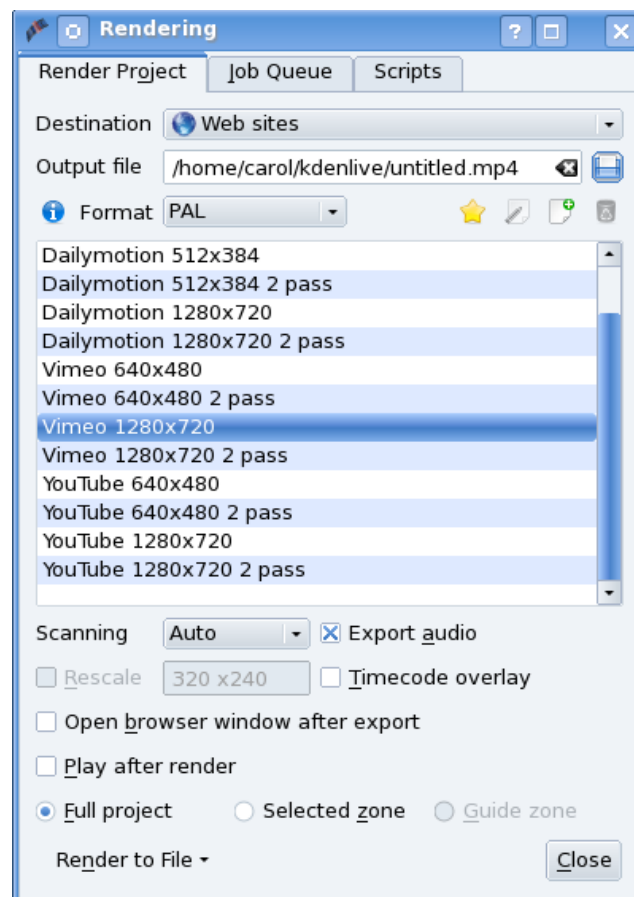 Rendering
Render Project Job Queue Scripts
Destination Web sites
Output file /home/carol/kdenlive/untitled.mp4
Format PAL
Dailymotion 512x384
Dailymotion 512x384 2 pass
Dailymotion 1280x720
Dailymotion 1280x720 2 pass
Vimeo 640x480
Vimeo 640x480 2 pass
Vimeo 1280x720
Vimeo 1280x720 2 pass
YouTube 640x480
YouTube 640x480 2 pass
YouTube 1280x720
YouTube 1280x720 2 pass
Scanning Auto Export audio
Rescale 320 x240 Timecode overlay
Open browser window after export
Play after render
Full project Selected zone Guide zone
Render to File Close